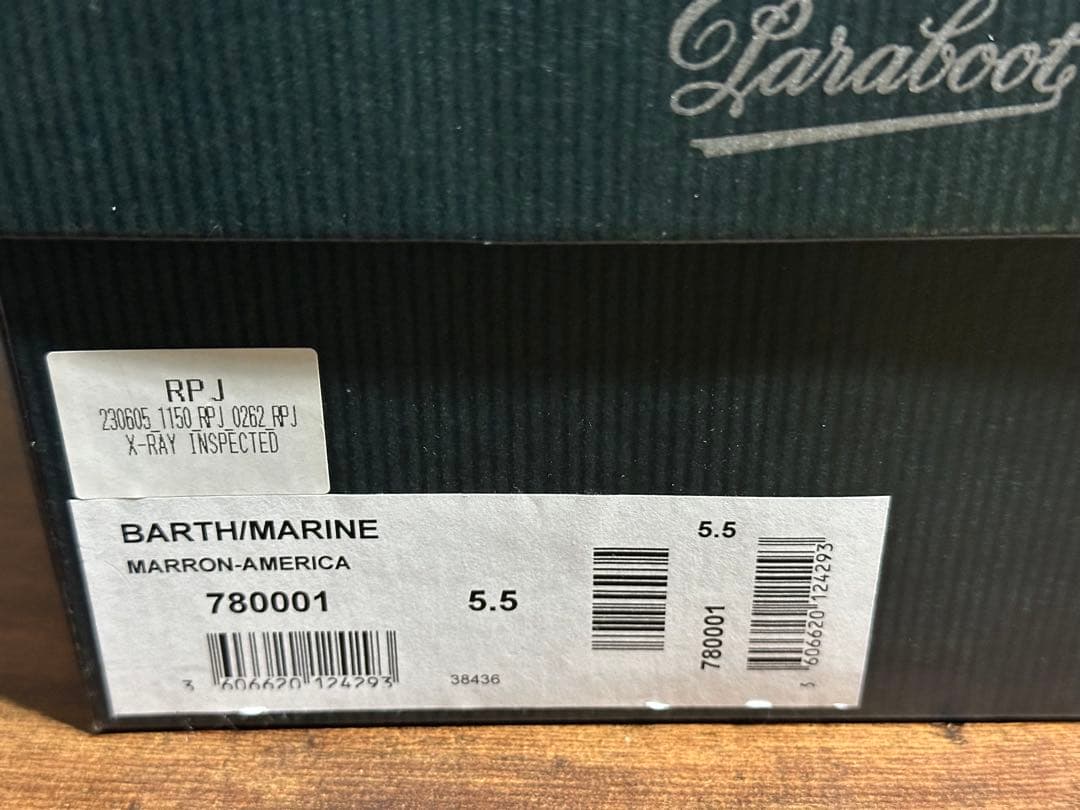 Paraboot
RPJ
230605_1150_RPJ_0262_RPJ
X-RAY INSPECTED
BARTH/MARINE
MARRON-AMERICA
780001
5.5
3 606620 124293
38436
5.5
780001
3 606620 124293